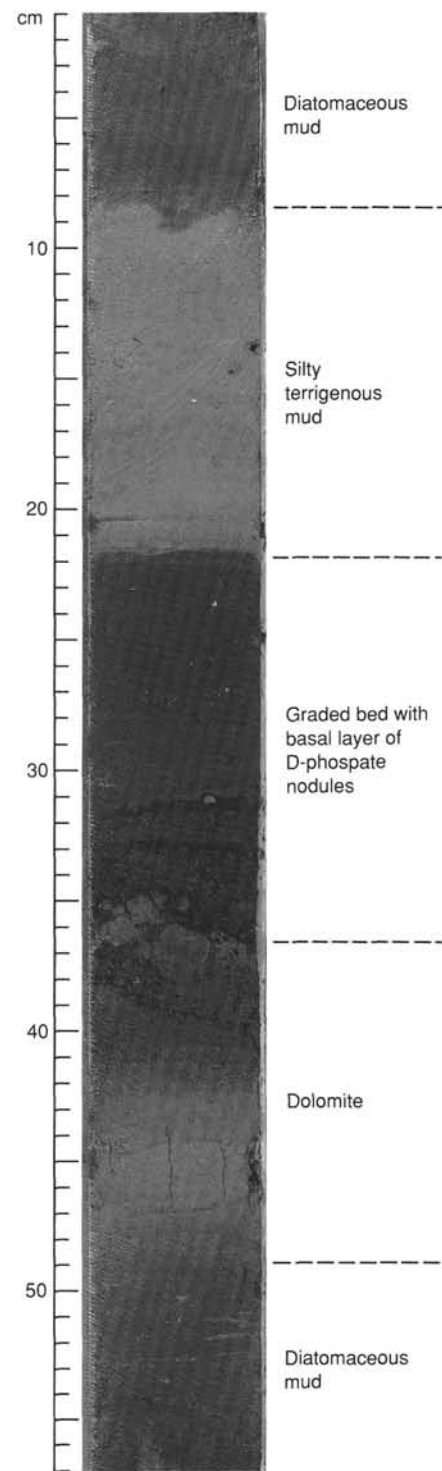 cm
Diatomaceous
mud
10
Silty
terrigenous
mud
20
Graded bed with
basal layer of
D-phospate
nodules
30
40
Dolomite
50
Diatomaceous
mud